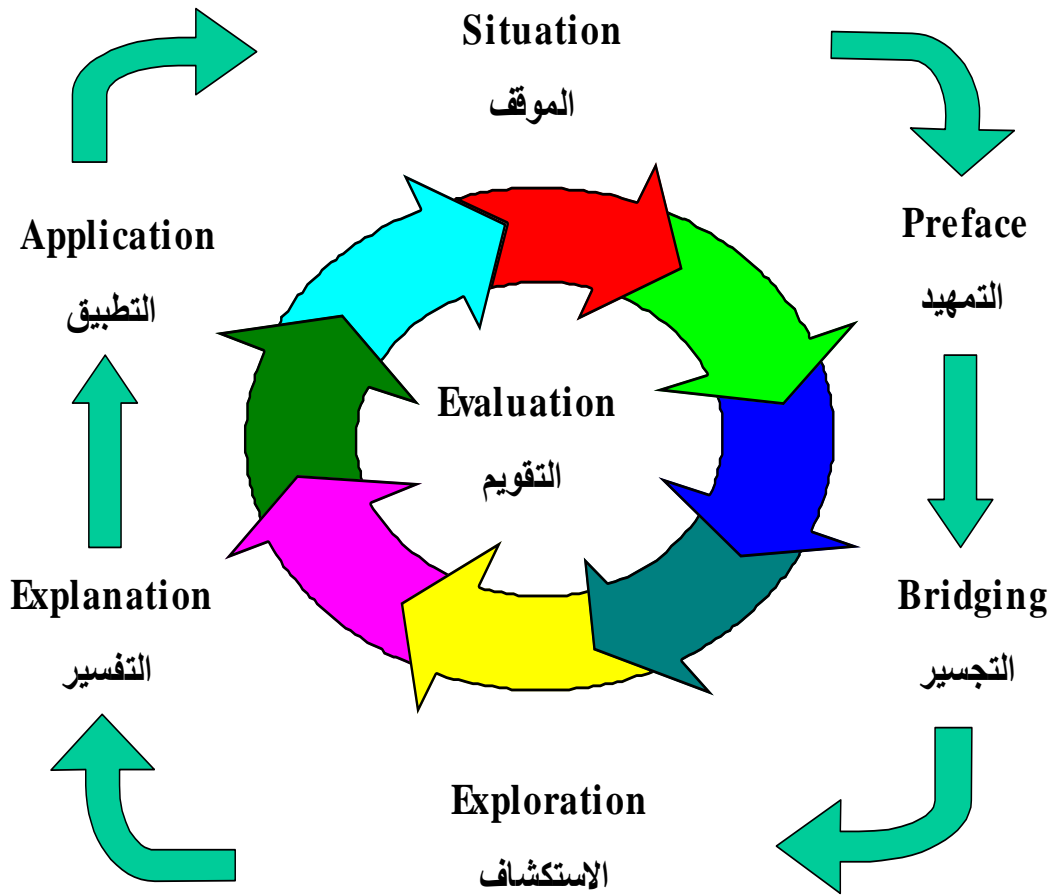 Situation
الموقف
Preface
التمهيد
Bridging
التجسير
Exploration
الاستكشاف
Explanation
التفسير
Application
التطبيق
Evaluation
التقويم